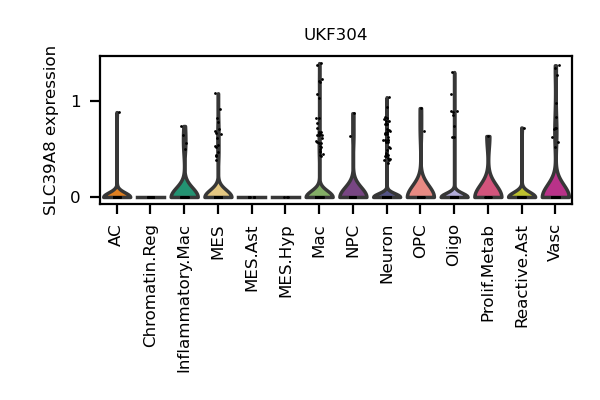 UKF304
SLC39A8 expression
1
0
AC
Chromatin.Reg
Inflammatory.Mac
MES
MES.Ast
MES.Hyp
Mac
NPC
Neuron
OPC
Oligo
Prolif.Metab
Reactive.Ast
Vasc